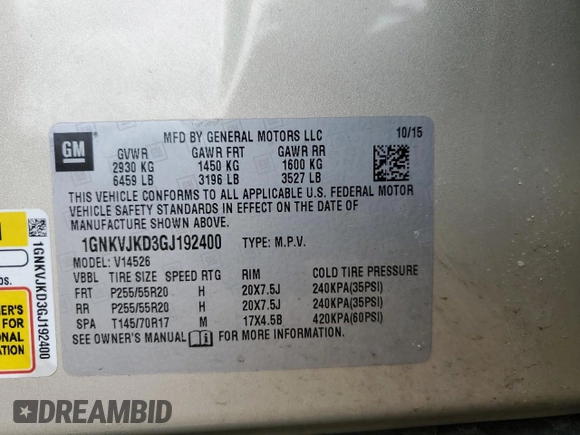 GM
MFD BY GENERAL MOTORS LLC 10/15
GVWR GAWR FRT GAWR RR
2930 KG 1450 KG 1600 KG
6459 LB 3196 LB 3527 LB
THIS VEHICLE CONFORMS TO ALL APPLICABLE U.S. FEDERAL MOTOR
VEHICLE SAFETY STANDARDS IN EFFECT ON THE DATE OF
MANUFACTURE SHOWN ABOVE.
1GNKVJKD3GJ192400 TYPE: M.P.V.
MODEL: V14526
VBBL TIRE SIZE SPEED RTG RIM COLD TIRE PRESSURE
FRT P255/55R20 H 20X7.5J 240KPA(35PSI)
RR P255/55R20 H 20X7.5J 240KPA(35PSI)
SPA T145/70R17 M 17X4.5B 420KPA(60PSI)
SEE OWNER'S MANUAL FOR MORE INFORMATION.
1GNKVJKD3GJ192400
ER'S
FOR
ONAL
TION
DREAMBID